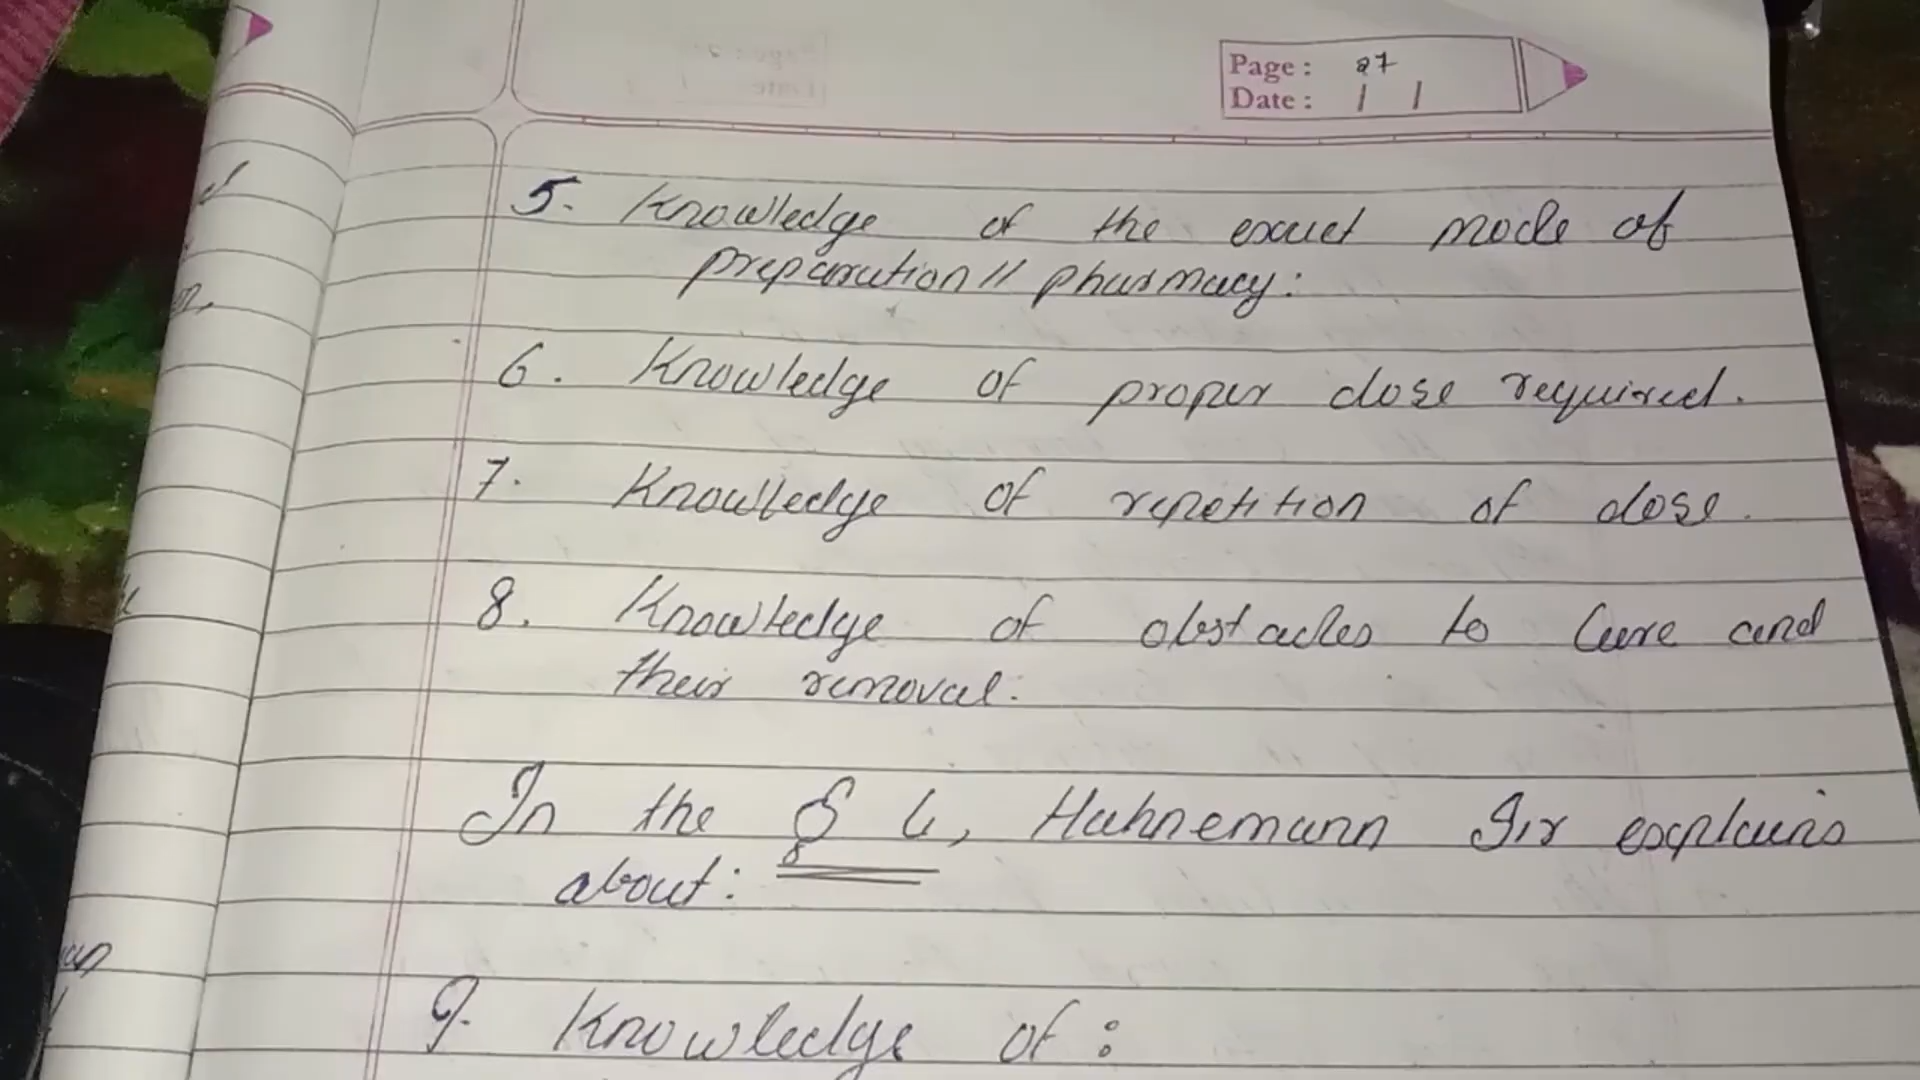 Page: 27
Date: / /
5. Knowledge of the exact mode of
preparation // pharmacy:
6. Knowledge of proper dose required.
7. Knowledge of repetition of dose.
8. Knowledge of obstacles to Cure and
their removal.
In the § 4, Hahnemann Sir explains
about:
9. Knowledge of: